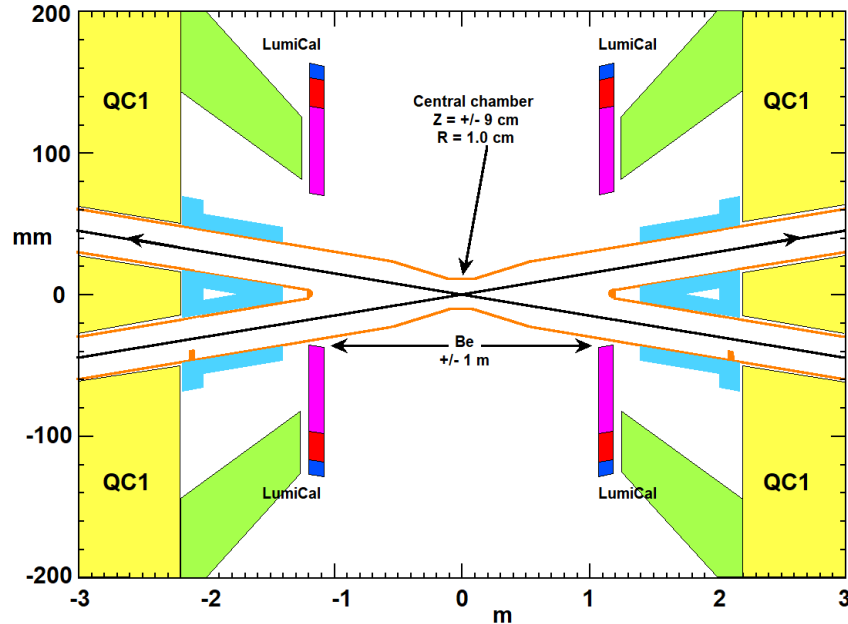 200
LumiCal
LumiCal
QC1
QC1
Central chamber
Z = +/- 9 cm
R = 1.0 cm
100
mm
0
Be
+/- 1 m
-100
QC1
QC1
LumiCal
LumiCal
-200
-3
-2
-1
0
1
2
3
m